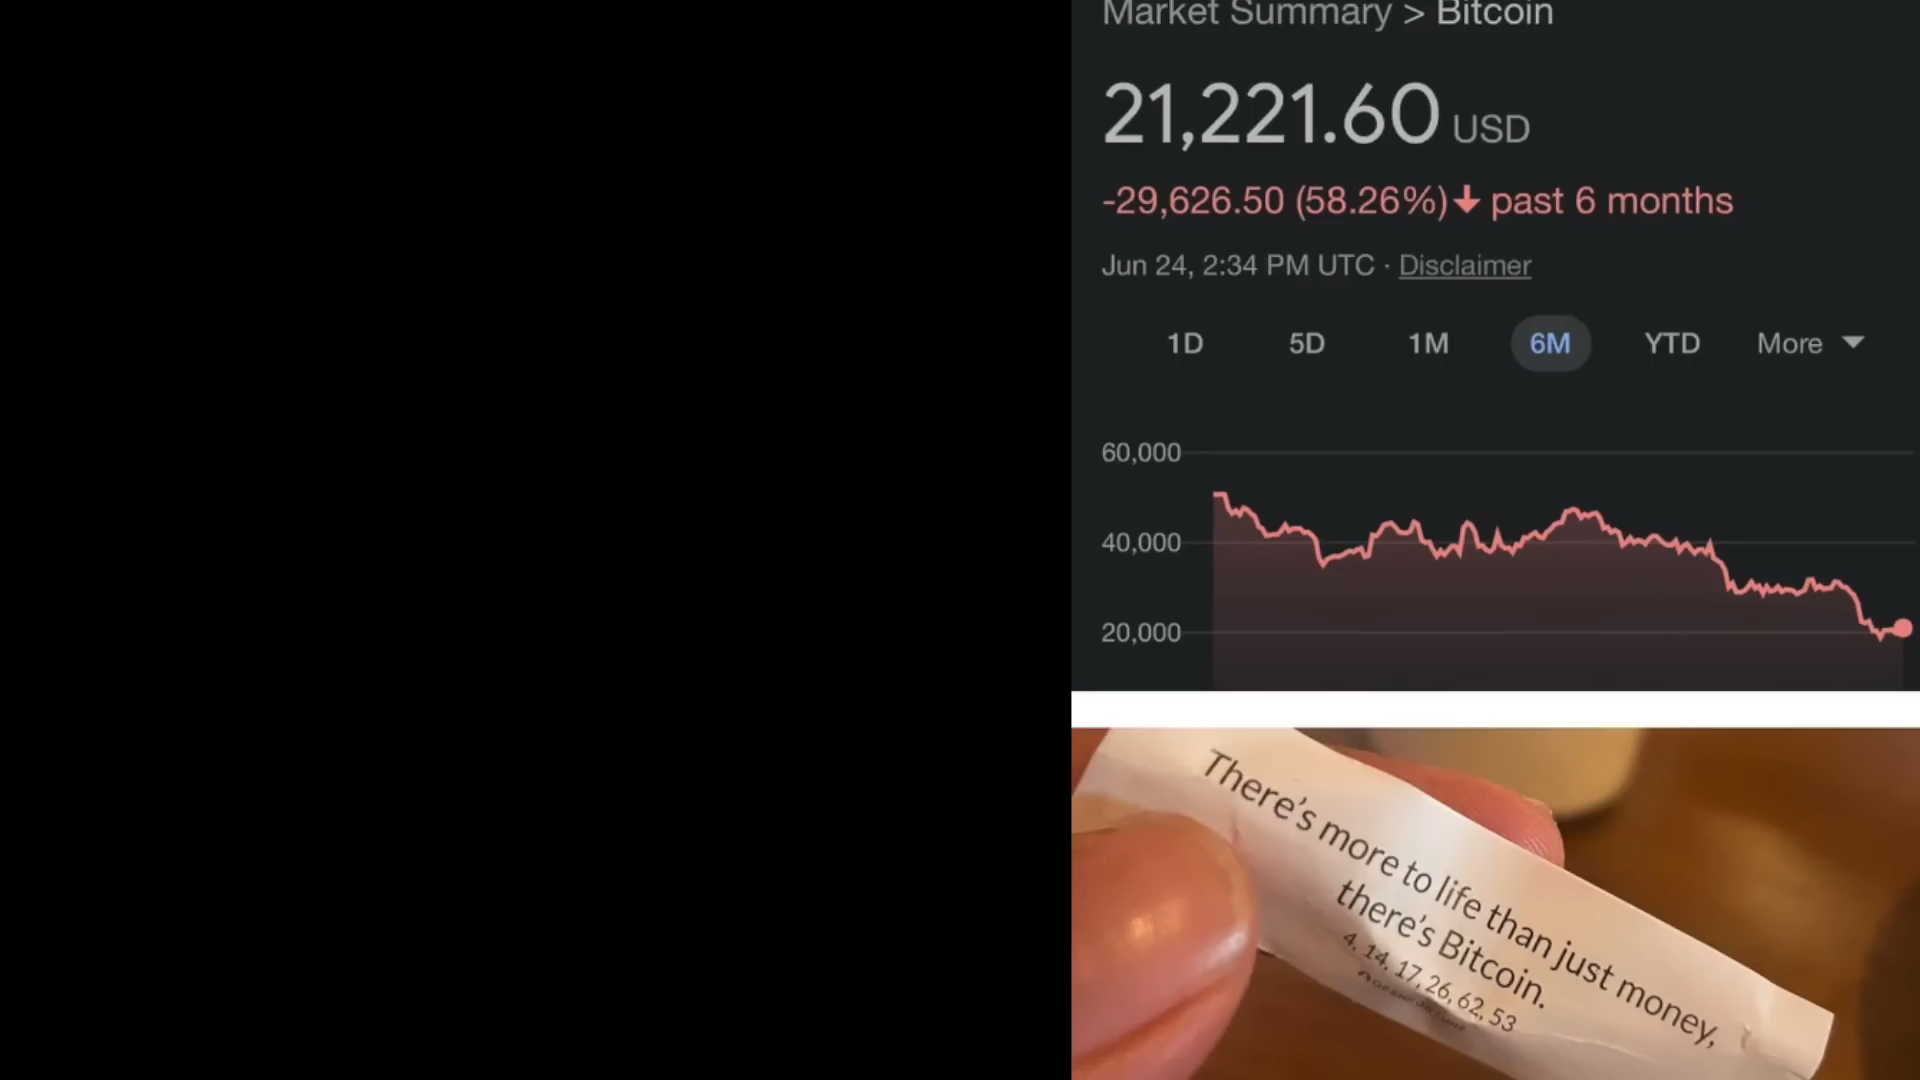 Market Summary > Bitcoin
21,221.60 USD
-29,626.50 (58.26%) past 6 months
Jun 24, 2:34 PM UTC · Disclaimer
1D 5D 1M 6M YTD More
60,000
40,000
20,000
There's more to life than just money,
there's Bitcoin.
4, 14, 17, 26, 62, 53